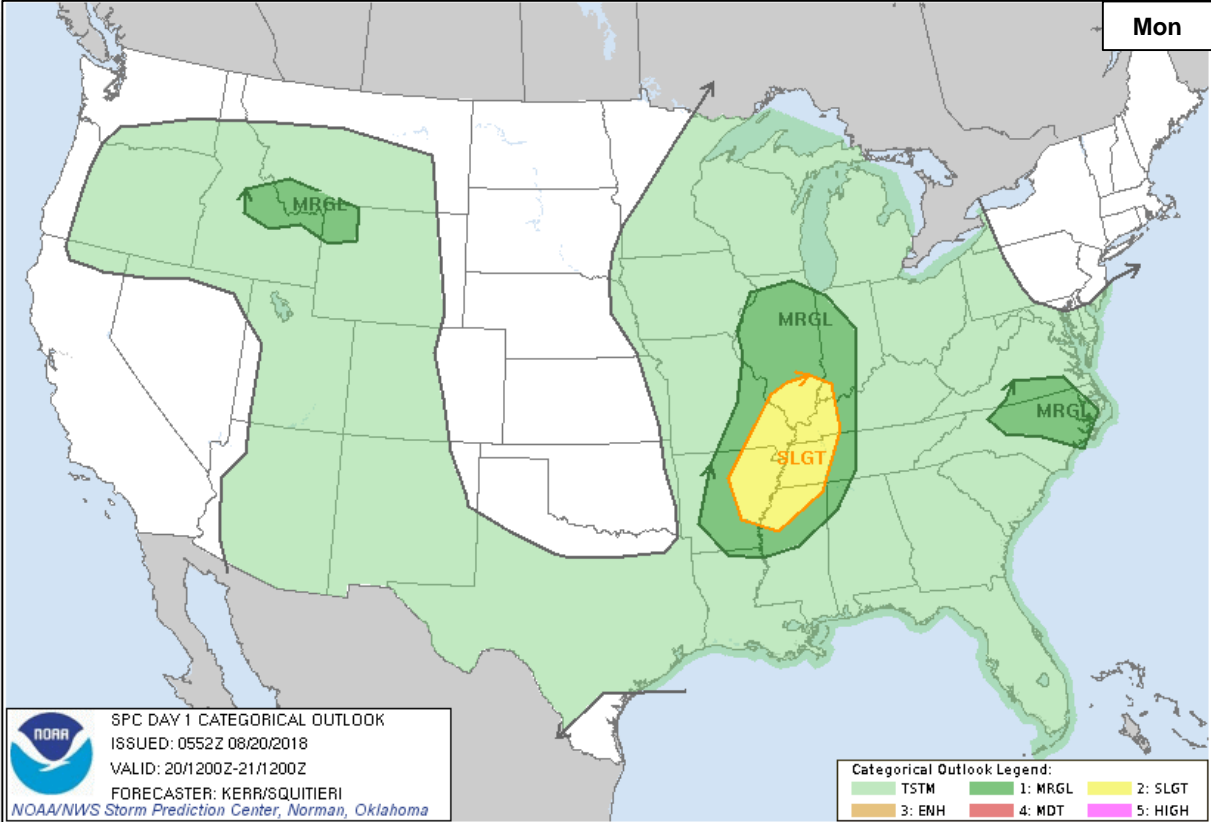 Mon
MRGL
MRGL
MRGL
SLGT
NOAA
SPC DAY 1 CATEGORICAL OUTLOOK
ISSUED: 0552Z 08/20/2018
VALID: 20/1200Z-21/1200Z
FORECASTER: KERR/SQUITIERI
NOAA/NWS Storm Prediction Center, Norman, Oklahoma
Categorical Outlook Legend:
TSTM 1: MRGL 2: SLGT
3: ENH 4: MDT 5: HIGH